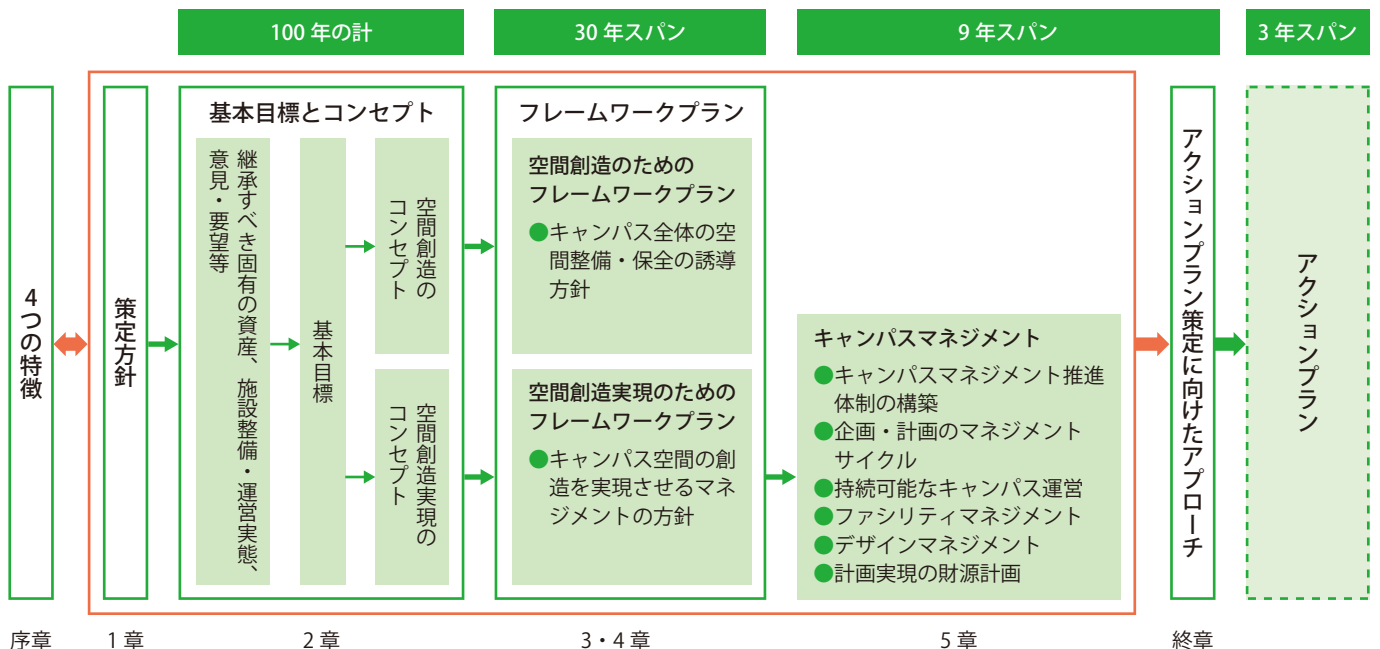 100 年の計
30 年スパン
9 年スパン
3 年スパン
4つの特徴
策定方針
基本目標とコンセプト
継承すべき固有の資産、施設整備・運営実態、
意見・要望等
基本目標
空間創造の
コンセプト
空間創造実現の
コンセプト
フレームワークプラン
空間創造のための
フレームワークプラン
●キャンパス全体の空
間整備・保全の誘導
方針
空間創造実現のための
フレームワークプラン
●キャンパス空間の創
造を実現させるマネ
ジメントの方針
キャンパスマネジメント
●キャンパスマネジメント推進
体制の構築
●企画・計画のマネジメント
サイクル
●持続可能なキャンパス運営
●ファシリティマネジメント
●デザインマネジメント
●計画実現の財源計画
アクションプラン策定に向けたアプローチ
アクションプラン
序章
1 章
2 章
3・4 章
5 章
終章